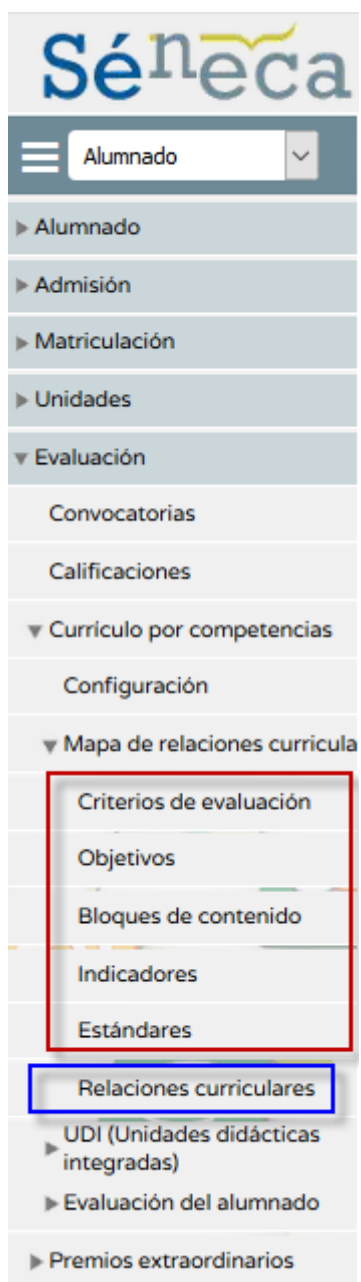 Séneca
Alumnado
Alumnado
Admisión
Matriculación
Unidades
Evaluación
Convocatorias
Calificaciones
Currículo por competencias
Configuración
Mapa de relaciones curricula
Criterios de evaluación
Objetivos
Bloques de contenido
Indicadores
Estándares
Relaciones curriculares
UDI (Unidades didácticas
integradas)
Evaluación del alumnado
Premios extraordinarios